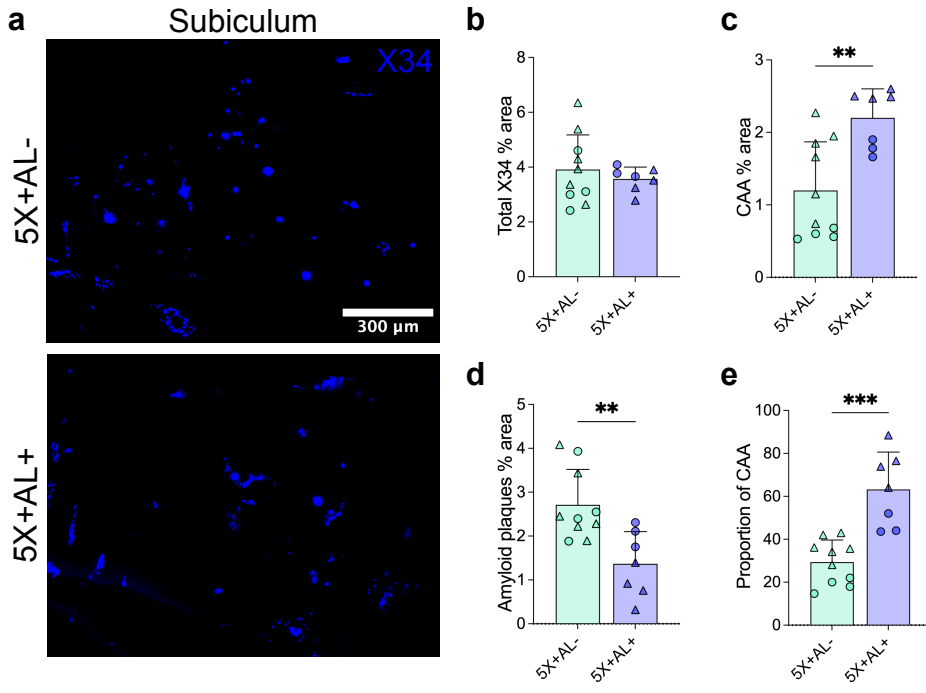 a
Subiculum
X34
5X+AL-
300 µm
5X+AL+
b
Total X34 % area
8
6
4
2
0
5X+AL-
5X+AL+
c
**
CAA % area
3
2
1
0
5X+AL-
5X+AL+
d
**
Amyloid plaques % area
5
4
3
2
1
0
5X+AL-
5X+AL+
e
***
Proportion of CAA
100
80
60
40
20
0
5X+AL-
5X+AL+